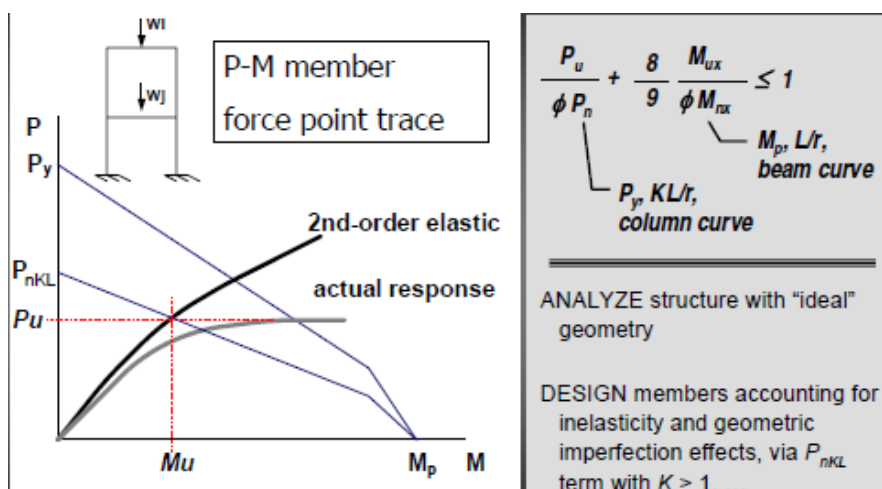 wi
wj
P-M member
force point trace
P
Py
PnKL
Pu
2nd-order elastic
actual response
Mu
Mp
M
Pu
ϕ Pn
+
8
9
Mux
ϕ Mnx
≤ 1
Mp, L/r,
beam curve
Py, KL/r,
column curve
ANALYZE structure with “ideal”
geometry
DESIGN members accounting for
inelasticity and geometric
imperfection effects, via PnKL
term with K > 1